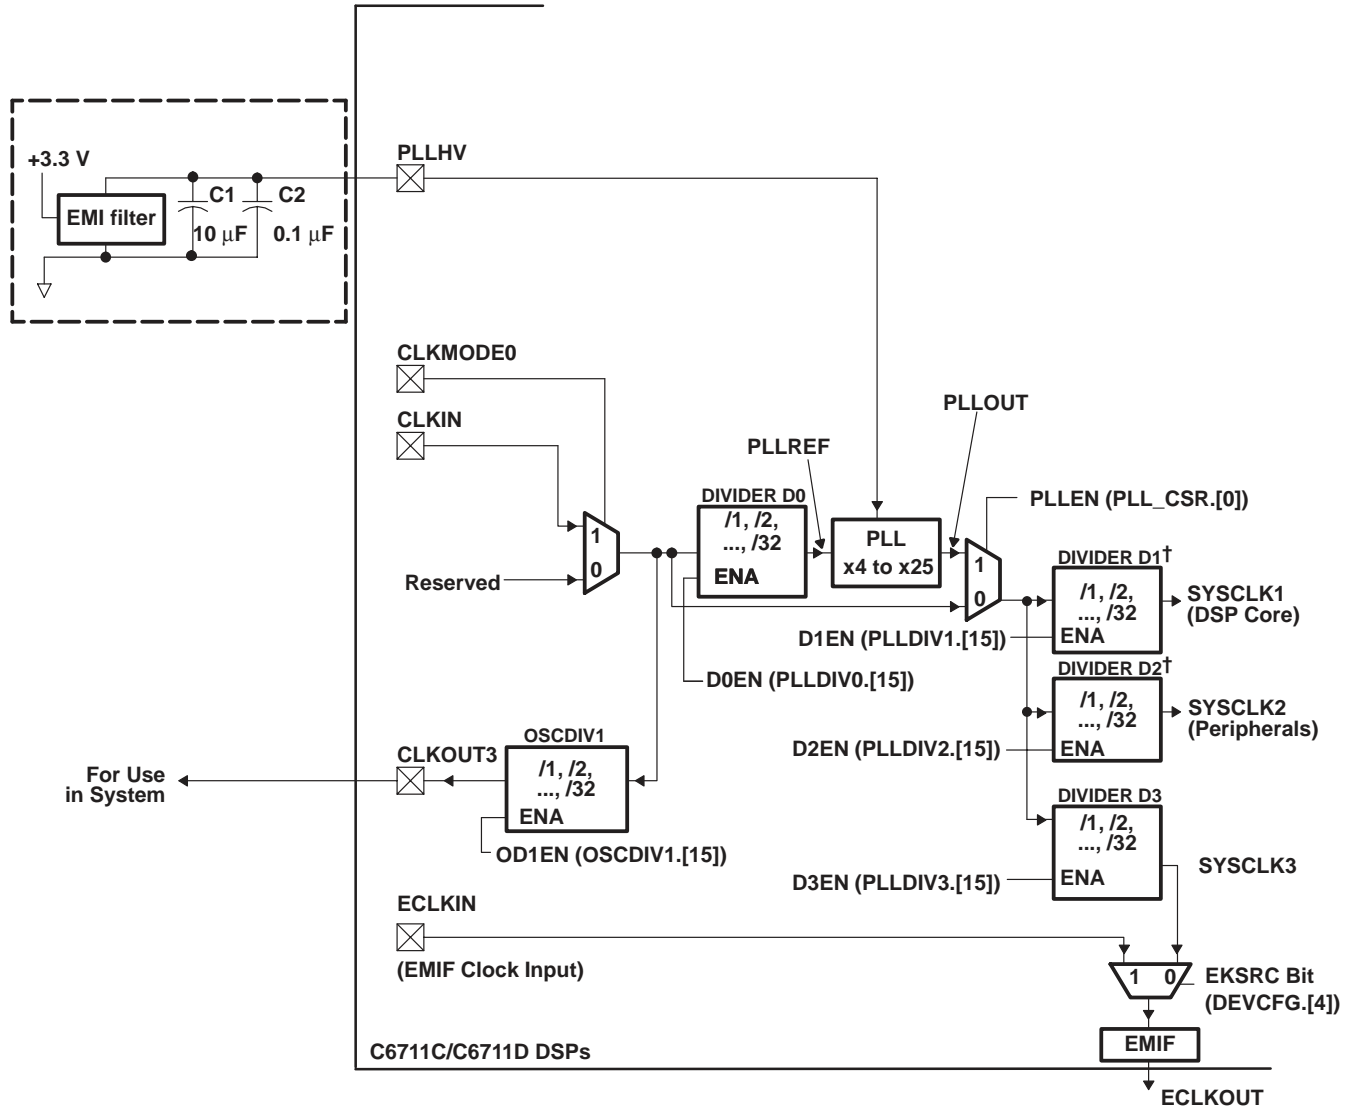 +3.3 V
EMI filter
C1
10 μF
C2
0.1 μF
PLLHV
CLKMODE0
CLKIN
Reserved
1
0
PLLREF
PLLOUT
DIVIDER D0
/1, /2,
..., /32
ENA
PLL
x4 to x25
1
0
PLLEN (PLL_CSR.[0])
D0EN (PLLDIV0.[15])
DIVIDER D1†
/1, /2,
..., /32
ENA
D1EN (PLLDIV1.[15])
SYSCLK1
(DSP Core)
DIVIDER D2†
/1, /2,
..., /32
ENA
D2EN (PLLDIV2.[15])
SYSCLK2
(Peripherals)
For Use
in System
CLKOUT3
OSCDIV1
/1, /2,
..., /32
ENA
OD1EN (OSCDIV1.[15])
DIVIDER D3
/1, /2,
..., /32
ENA
D3EN (PLLDIV3.[15])
SYSCLK3
ECLKIN
(EMIF Clock Input)
1 0
EKSRC Bit
(DEVCFG.[4])
EMIF
C6711C/C6711D DSPs
ECLKOUT